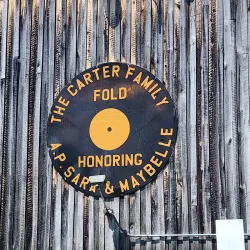 THE CARTER FAMILY
FOLD
HONORING
A.P. SARA & MAYBELLE